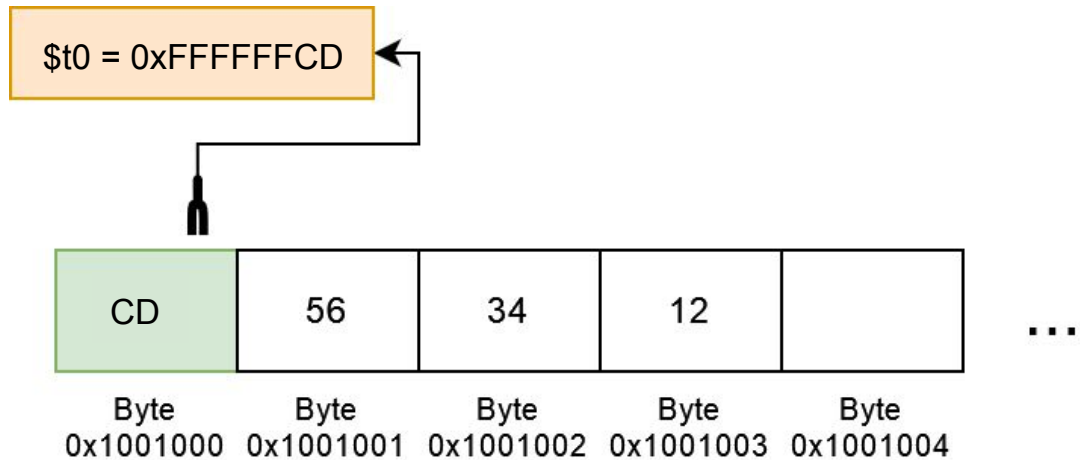 $t0 = 0xFFFFFFCD
CD 56 34 12
...
Byte Byte Byte Byte Byte
0x1001000 0x1001001 0x1001002 0x1001003 0x1001004